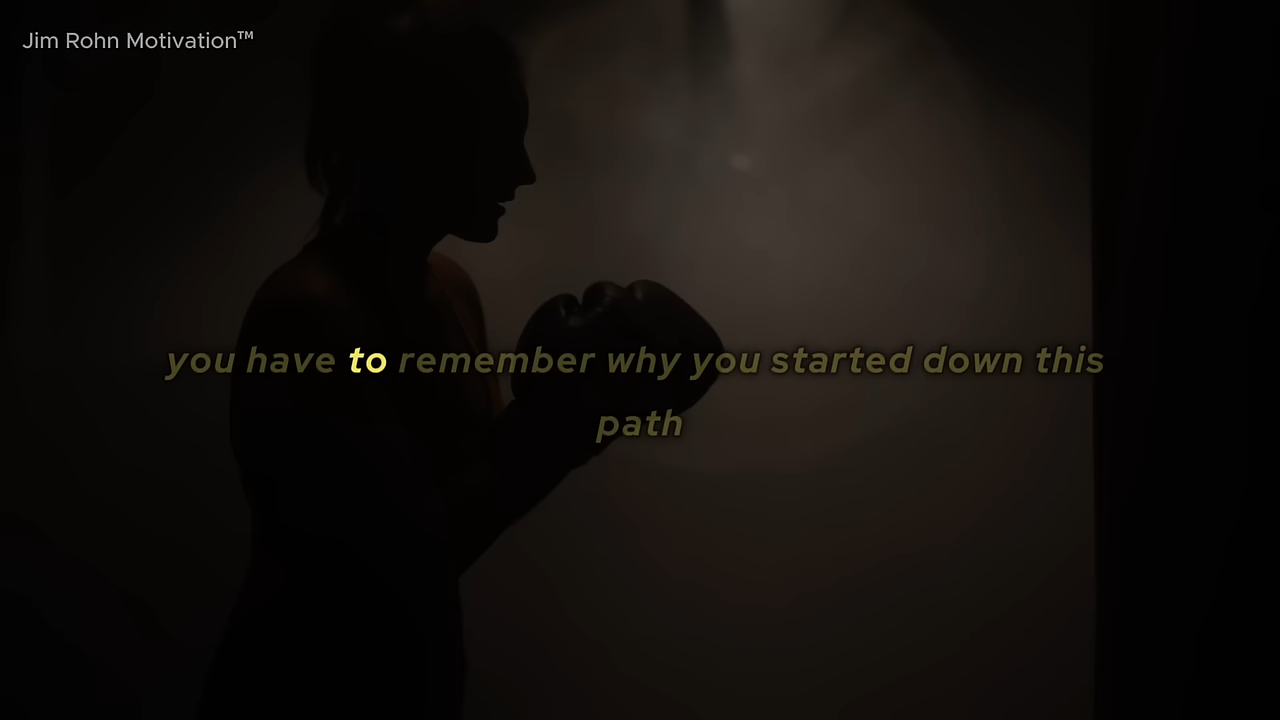 Jim Rohn Motivation™
you have to remember why you started down this
path